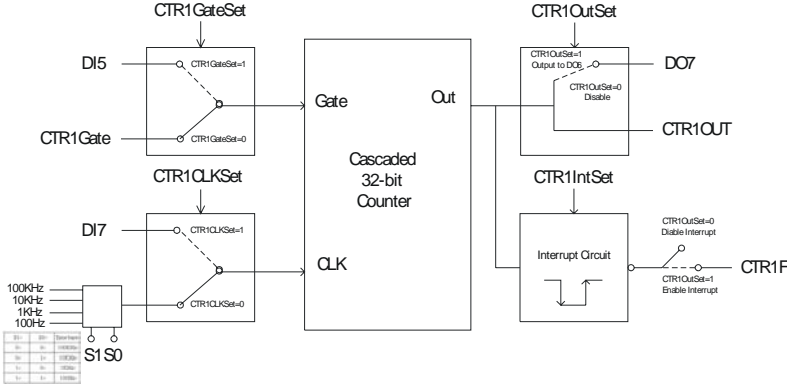 CTR1GateSet
DI5
CTR1GateSet=1
CTR1Gate
CTR1GateSet=0
CTR1CLKSet
DI7
CTR1CLKSet=1
CTR1CLKSet=0
100KHz
10KHz
1KHz
100Hz
S1 S0
Gate
Out
Cascaded
32-bit
Counter
CLK
CTR1OutSet
CTR1OutSet=1
Output to DO6
DO7
CTR1OutSet=0
Disable
CTR1OUT
CTR1IntSet
Interrupt Circuit
CTR1OutSet=0
Diable Interrupt
CTR1F
CTR1OutSet=1
Enable Interrupt